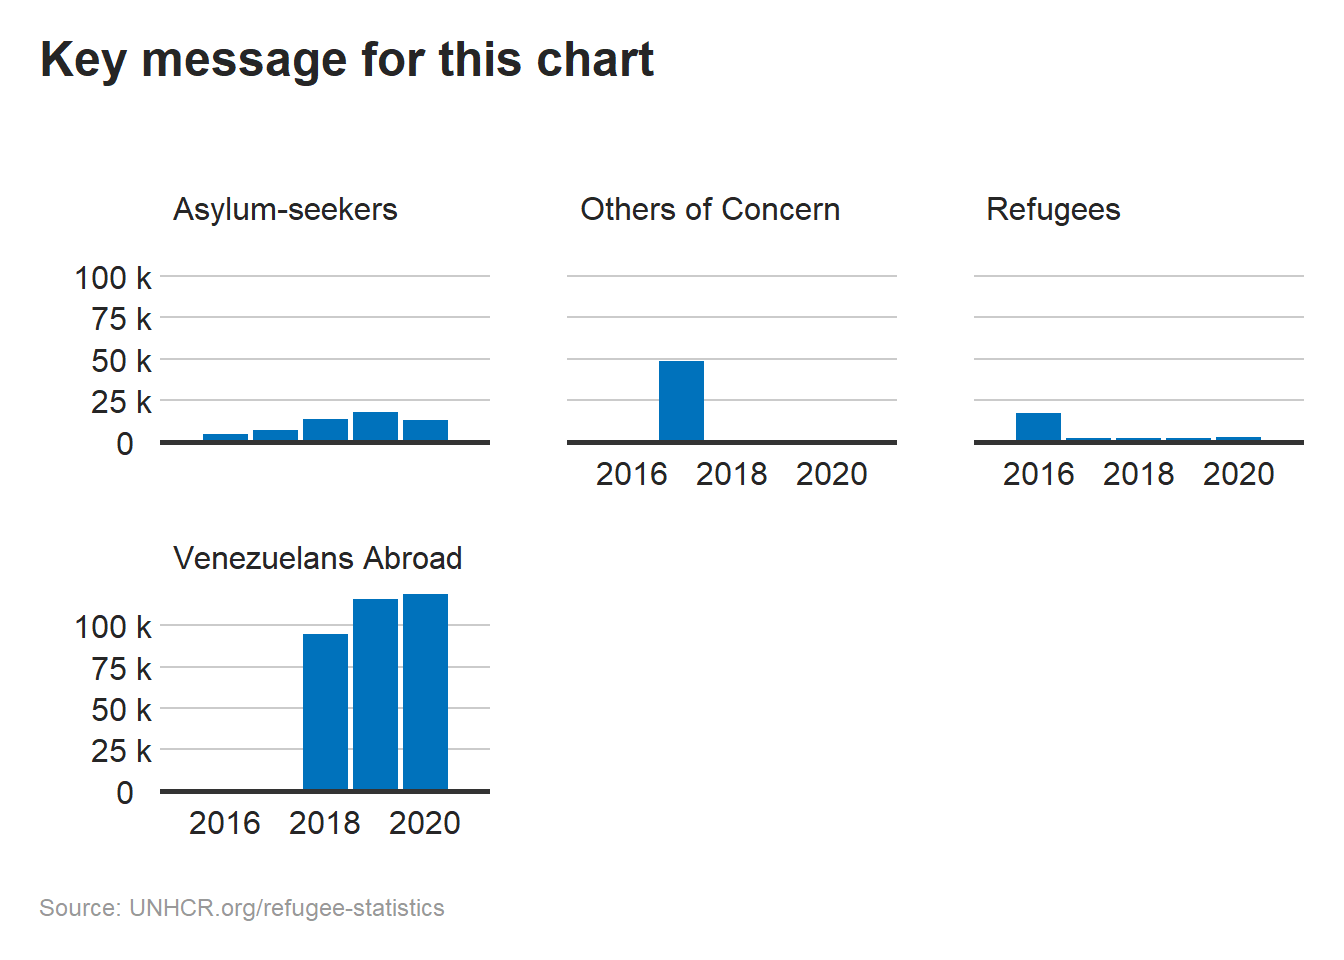 Key message for this chart
Asylum-seekers
Others of Concern
Refugees
100 k
75 k
50 k
25 k
0
2016 2018 2020
2016 2018 2020
Venezuelans Abroad
100 k
75 k
50 k
25 k
0
2016 2018 2020
Source: UNHCR.org/refugee-statistics